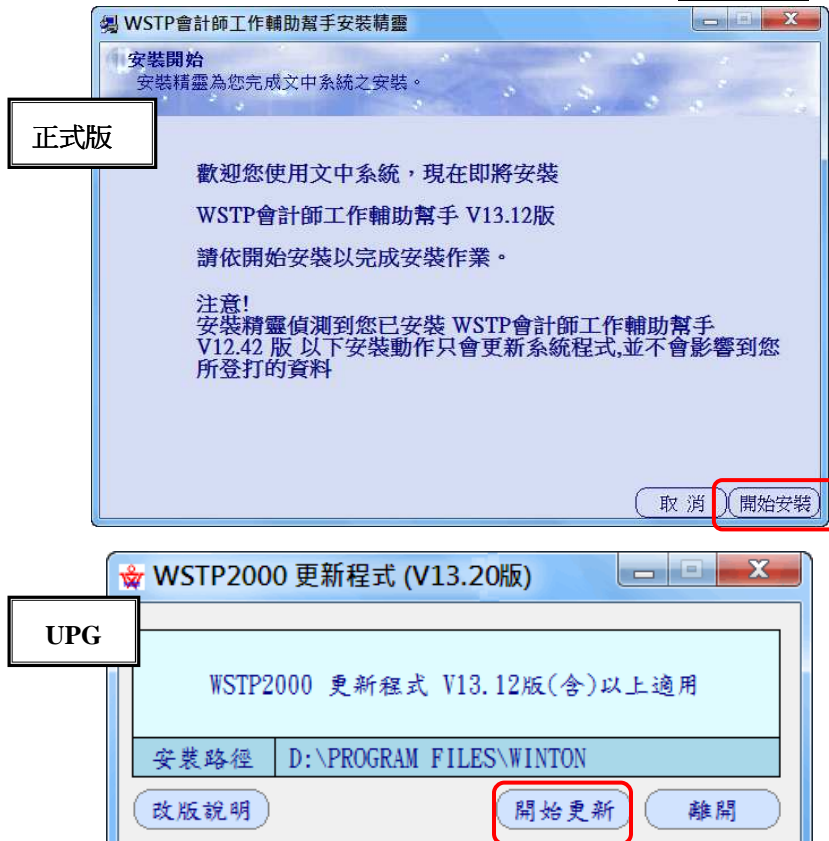 WSTP會計師工作輔助幫手安裝精靈
安裝開始
安裝精靈為您完成文中系統之安裝。
正式版
歡迎您使用文中系統，現在即將安裝
WSTP會計師工作輔助幫手 V13.12版
請依開始安裝以完成安裝作業。
注意!
安裝精靈偵測到您已安裝 WSTP會計師工作輔助幫手
V12.42 版 以下安裝動作只會更新系統程式,並不會影響到您
所登打的資料
取 消
開始安裝
WSTP2000 更新程式 (V13.20版)
UPG
WSTP2000 更新程式 V13.12版(含)以上適用
安裝路徑 D:\PROGRAM FILES\WINTON
改版說明 開始更新 離開